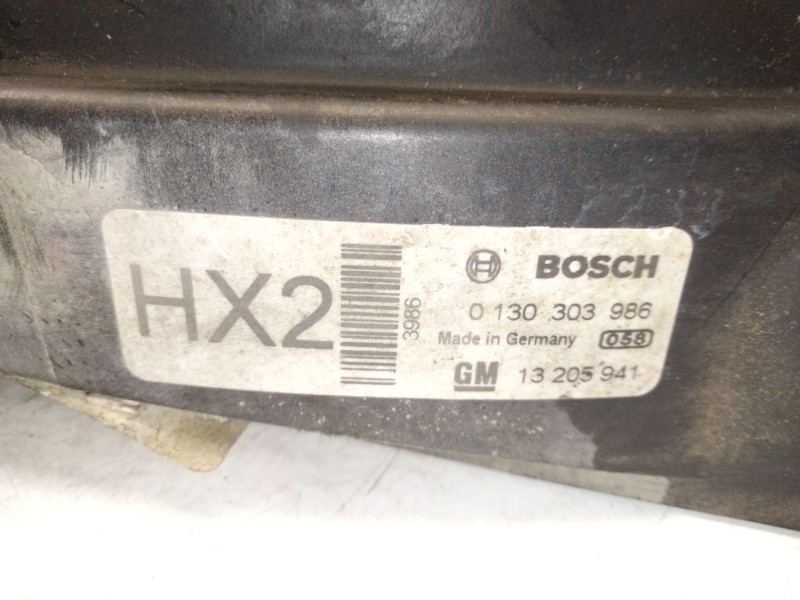 HX2
3986
BOSCH
0 130 303 986
Made in Germany 058
GM 13 205 941